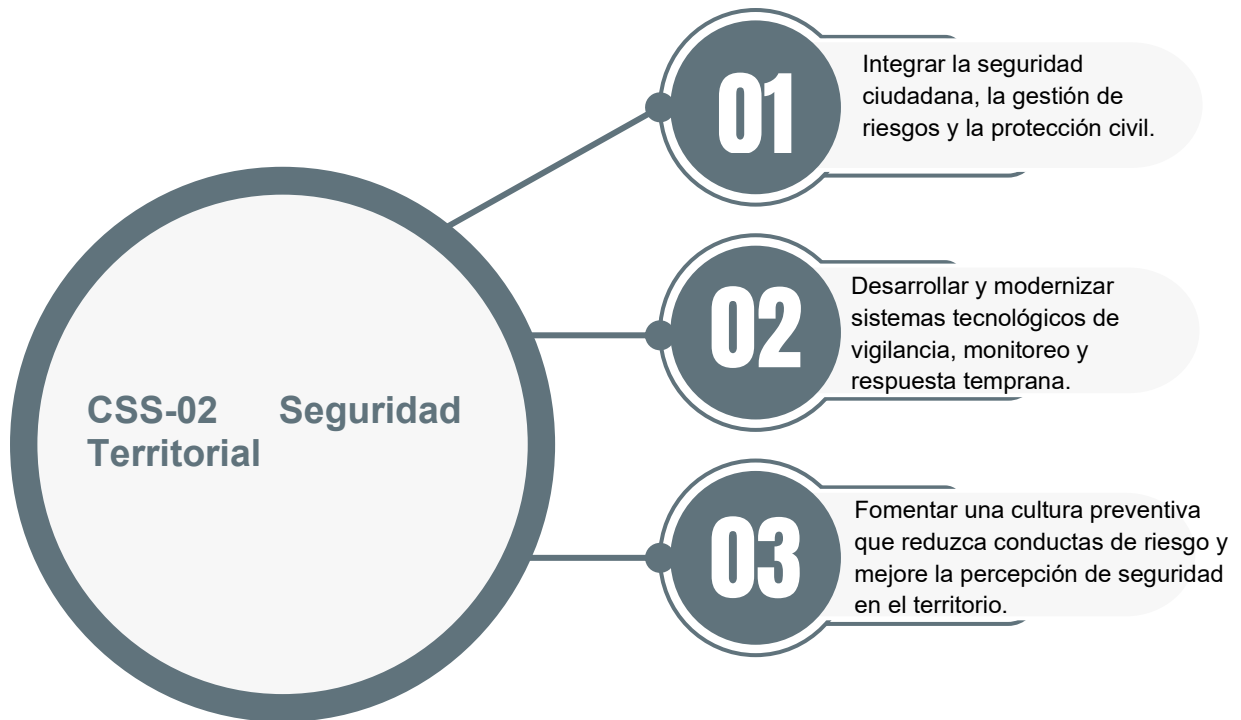 CSS-02 Seguridad
Territorial
01
Integrar la seguridad
ciudadana, la gestión de
riesgos y la protección civil.
02
Desarrollar y modernizar
sistemas tecnológicos de
vigilancia, monitoreo y
respuesta temprana.
03
Fomentar una cultura preventiva
que reduzca conductas de riesgo y
mejore la percepción de seguridad
en el territorio.